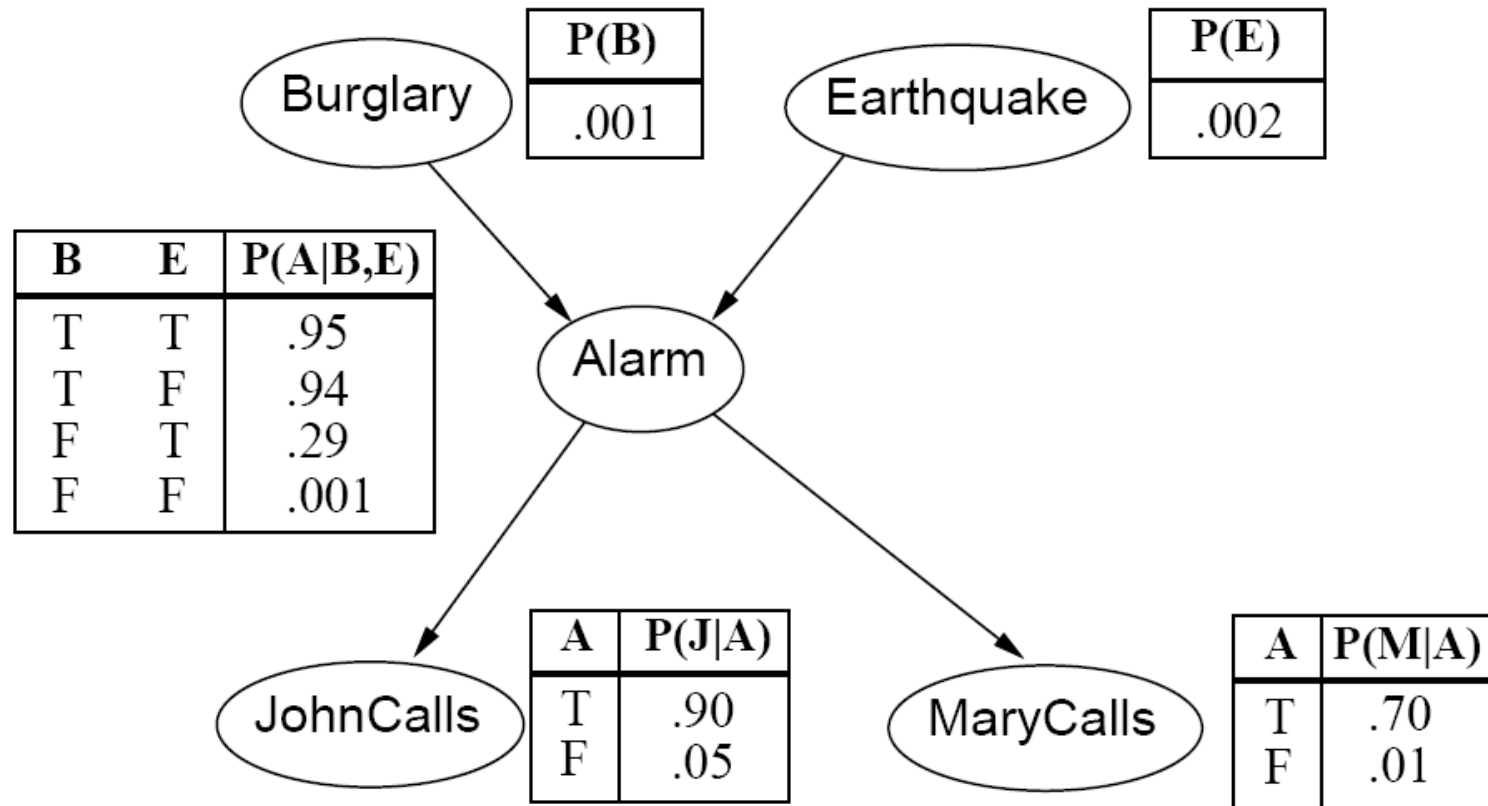 Burglary
P(B)
.001
Earthquake
P(E)
.002
B E P(A|B,E)
T T .95
T F .94
F T .29
F F .001
Alarm
JohnCalls
A P(J|A)
T .90
F .05
MaryCalls
A P(M|A)
T .70
F .01